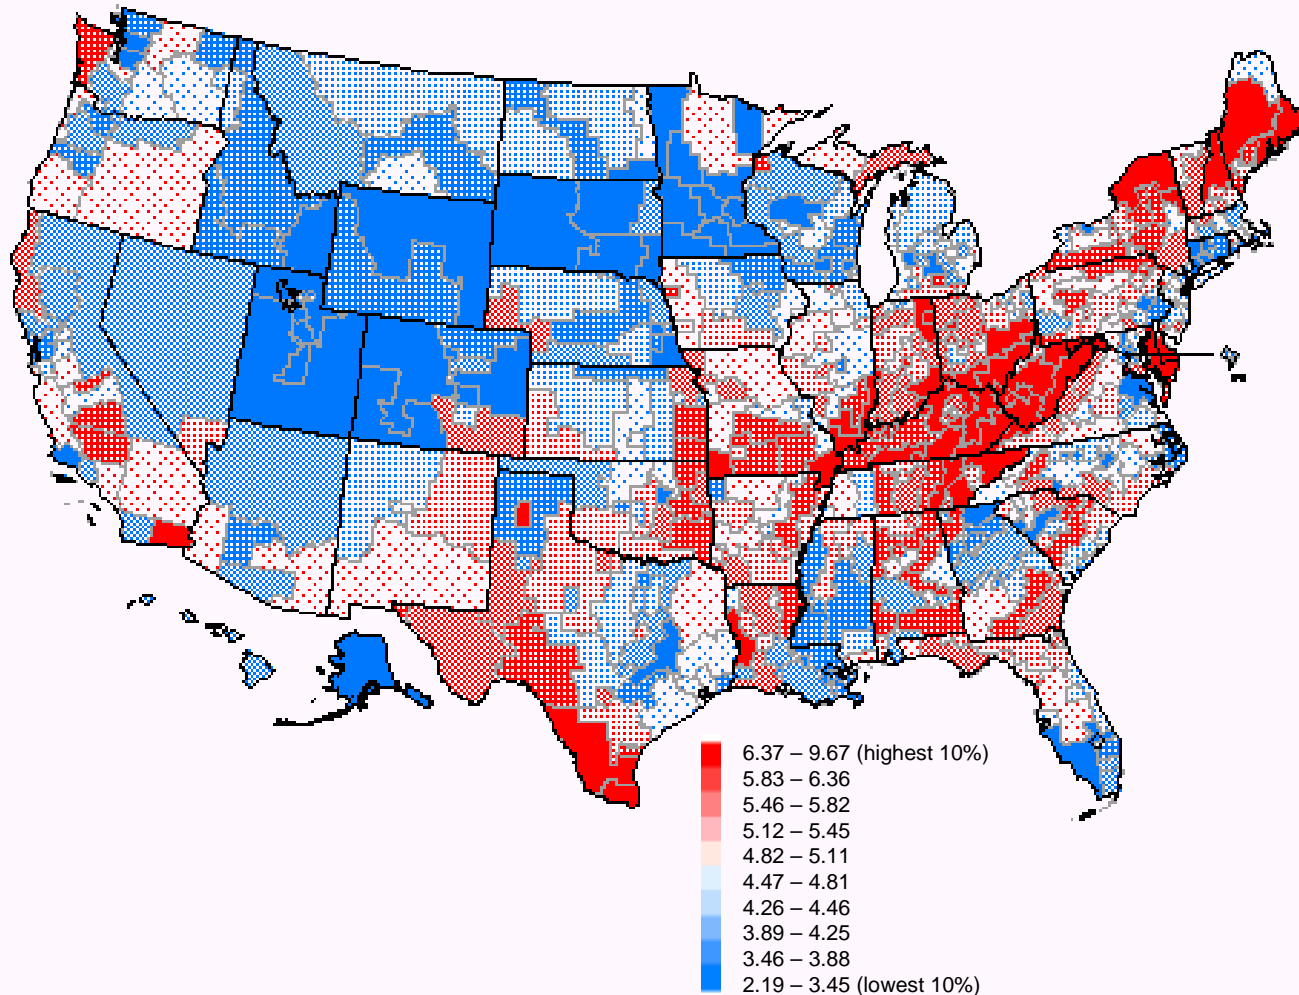 6.37 – 9.67 (highest 10%)
5.83 – 6.36
5.46 – 5.82
5.12 – 5.45
4.82 – 5.11
4.47 – 4.81
4.26 – 4.46
3.89 – 4.25
3.46 – 3.88
2.19 – 3.45 (lowest 10%)